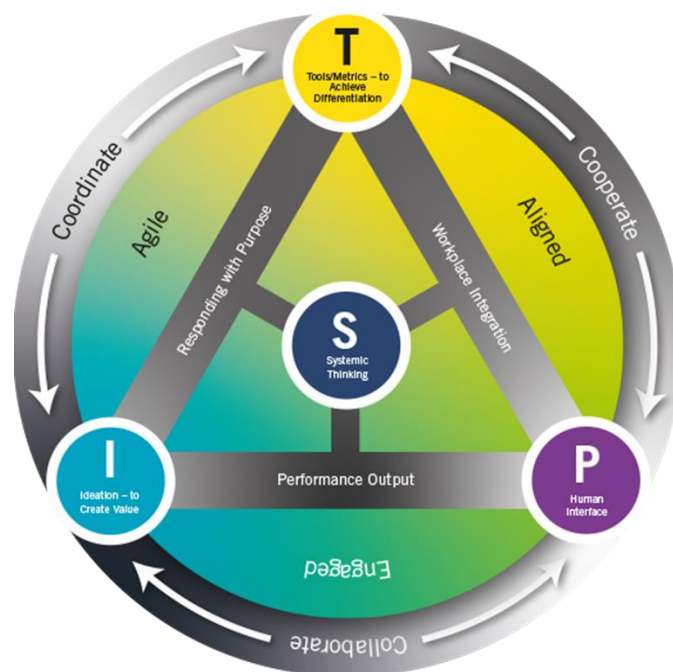 T
Tools/Metrics – to
Achieve
Differentiation
Coordinate
Cooperate
Agile
Aligned
Responding with Purpose
Workplace Integration
S
Systemic
Thinking
I
Ideation – to
Create Value
Performance Output
P
Human
Interface
Engaged
Collaborate